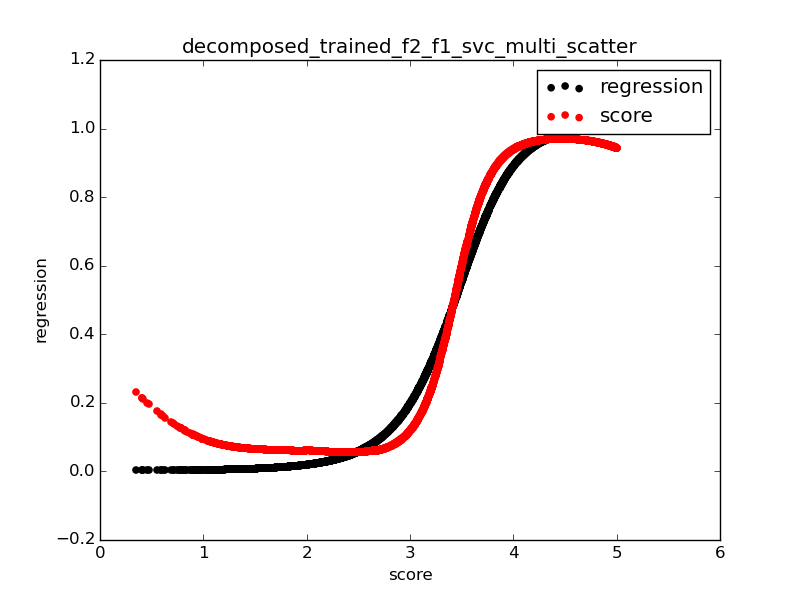 decomposed_trained_f2_f1_svc_multi_scatter
1.2
1.0
0.8
0.6
0.4
0.2
0.0
−0.2
regression
regression
score
0 1 2 3 4 5 6
score